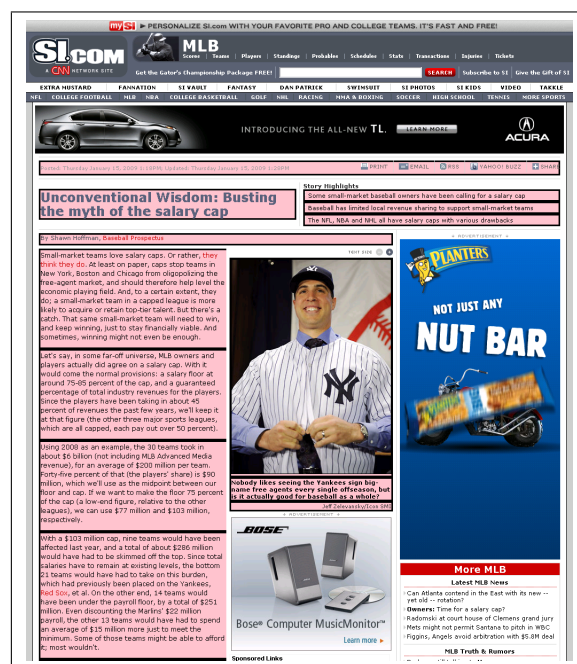 my SI ► PERSONALIZE SI.com WITH YOUR FAVORITE PRO AND COLLEGE TEAMS. IT'S FAST AND FREE!
SI.COM
A CNN NETWORK SITE
MLB
Scores | Teams | Players | Standings | Probables | Schedules | Stats | Transactions | Injuries | Tickets
Get the Gator's Championship Package FREE! SEARCH Subscribe to SI | Give the Gift of SI
EXTRA MUSTARD FANNATION SI VAULT FANTASY DAN PATRICK SWIMSUIT SI PHOTOS SI KIDS VIDEO TAKKLE
NFL COLLEGE FOOTBALL MLB NBA COLLEGE BASKETBALL GOLF NHL RACING MMA & BOXING SOCCER HIGH SCHOOL TENNIS MORE SPORTS
INTRODUCING THE ALL-NEW TL. LEARN MORE
ACURA
Posted: Thursday January 15, 2009 1:19PM; Updated: Thursday January 15, 2009 1:19PM
PRINT EMAIL RSS YAHOO! BUZZ SHARE
Unconventional Wisdom: Busting
the myth of the salary cap
Story Highlights
Some small-market baseball owners have been calling for a salary cap
Baseball has limited local revenue sharing to support small-market teams
The NFL, NBA and NHL all have salary caps with various drawbacks
By Shawn Hoffman, Baseball Prospectus
Small-market teams love salary caps. Or rather, they
think they do. At least on paper, caps stop teams in
New York, Boston and Chicago from oligopolizing the
free-agent market, and should therefore help level the
economic playing field. And, to a certain extent, they
do; a small-market team in a capped league is more
likely to acquire or retain top-tier talent. But there's a
catch. That same small-market team will need to win,
and keep winning, just to stay financially viable. And
sometimes, winning might not even be enough.
Let's say, in some far-off universe, MLB owners and
players actually did agree on a salary cap. With it
would come the normal provisions: a salary floor at
around 75-85 percent of the cap, and a guaranteed
percentage of total industry revenues for the players.
Since the players have been taking in about 45
percent of revenues the past few years, we'll keep it
at that figure (the other three major sports leagues,
which are all capped, each pay out over 50 percent).
Using 2008 as an example, the 30 teams took in
about $6 billion (not including MLB Advanced Media
revenue), for an average of $200 million per team.
Forty-five percent of that (the players' share) is $90
million, which we'll use as the midpoint between our
floor and cap. If we want to make the floor 75 percent
of the cap (a low-end figure, relative to the other
leagues), we can use $77 million and $103 million,
respectively.
With a $103 million cap, nine teams would have been
affected last year, and a total of about $286 million
would have had to be skimmed off the top. Since total
salaries have to remain at existing levels, the bottom
21 teams would have had to take on this burden,
which had previously been placed on the Yankees,
Red Sox, et al. On the other end, 14 teams would
have been under the payroll floor, by a total of $251
million. Even discounting the Marlins' $22 million
payroll, the other 13 teams would have had to spend
an average of $15 million more just to meet the
minimum. Some of those teams might be able to afford
it; most wouldn't.
TEXT SIZE
Nobody likes seeing the Yankees sign big-
name free agents every single offseason, but
is it actually good for baseball as a whole?
Jeff Zelevansky/Icon SMI
ADVERTISEMENT
BOSE
Bose® Computer MusicMonitor™
Learn more ►
Sponsored Links
ADVERTISEMENT
PLANTERS
NOT JUST ANY
NUT BAR
More MLB
Latest MLB News
Can Atlanta contend in the East with its new --
yet old -- rotation?
Owners: Time for a salary cap?
Radomski at court house of Clemens grand jury
Mets might not permit Santana to pitch in WBC
Figgins, Angels avoid arbitration with $5.8M deal
MLB Truth & Rumors